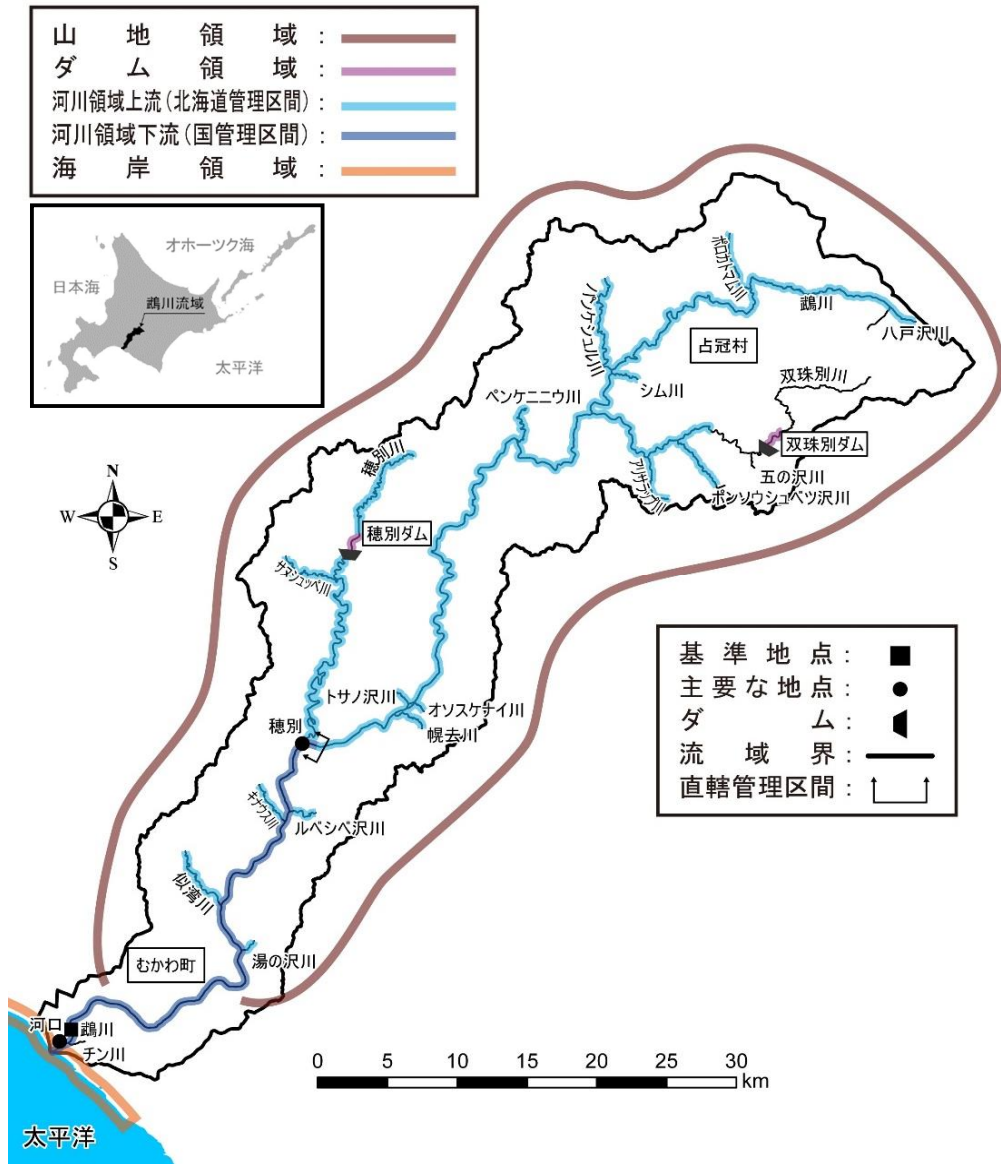 山地領域：
ダム領域：
河川領域上流(北海道管理区間)：
河川領域下流(国管理区間)：
海岸領域：
オホーツク海
日本海
鵡川流域
太平洋
N
W E
S
ポロカトマム川
鵡川
八戸沢川
パンケシュル川
占冠村
シム川
双珠別川
ペンケニニウ川
双珠別ダム
五の沢川
アリサラップ川
ポンソウシュベツ沢川
穂別川
穂別ダム
サヌシュッペ川
トサノ沢川
オソスケナイ川
穂別
幌去川
キナウス川
ルベシベ沢川
似湾川
湯の沢川
むかわ町
河口
鵡川
チン川
太平洋
基準地点：
主要な地点：
ダム：
流域界：
直轄管理区間：
0 5 10 15 20 25 30
km